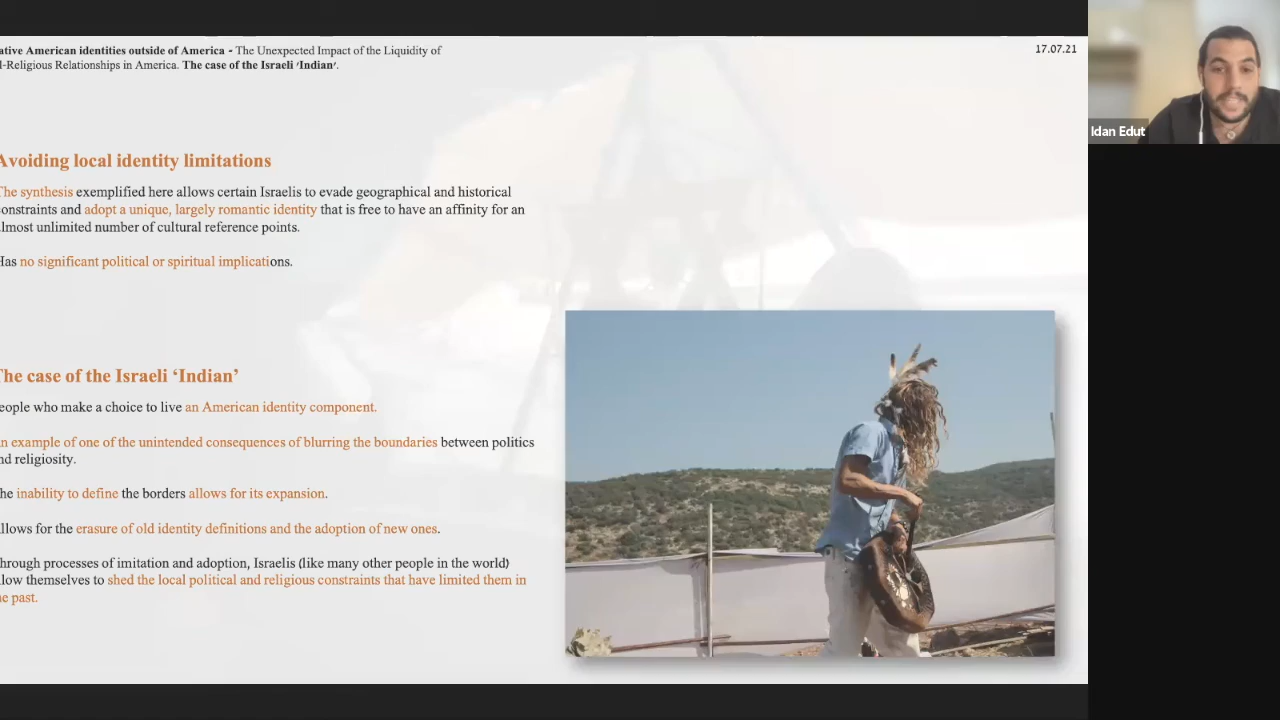 ative American identities outside of America - The Unexpected Impact of the Liquidity of
l-Religious Relationships in America. The case of the Israeli 'Indian'.
17.07.21
Idan Edut
Avoiding local identity limitations
The synthesis exemplified here allows certain Israelis to evade geographical and historical
onstraints and adopt a unique, largely romantic identity that is free to have an affinity for an
lmost unlimited number of cultural reference points.
Has no significant political or spiritual implications.
The case of the Israeli ‘Indian’
eople who make a choice to live an American identity component.
n example of one of the unintended consequences of blurring the boundaries between politics
nd religiosity.
he inability to define the borders allows for its expansion.
llows for the erasure of old identity definitions and the adoption of new ones.
hrough processes of imitation and adoption, Israelis (like many other people in the world)
low themselves to shed the local political and religious constraints that have limited them in
e past.